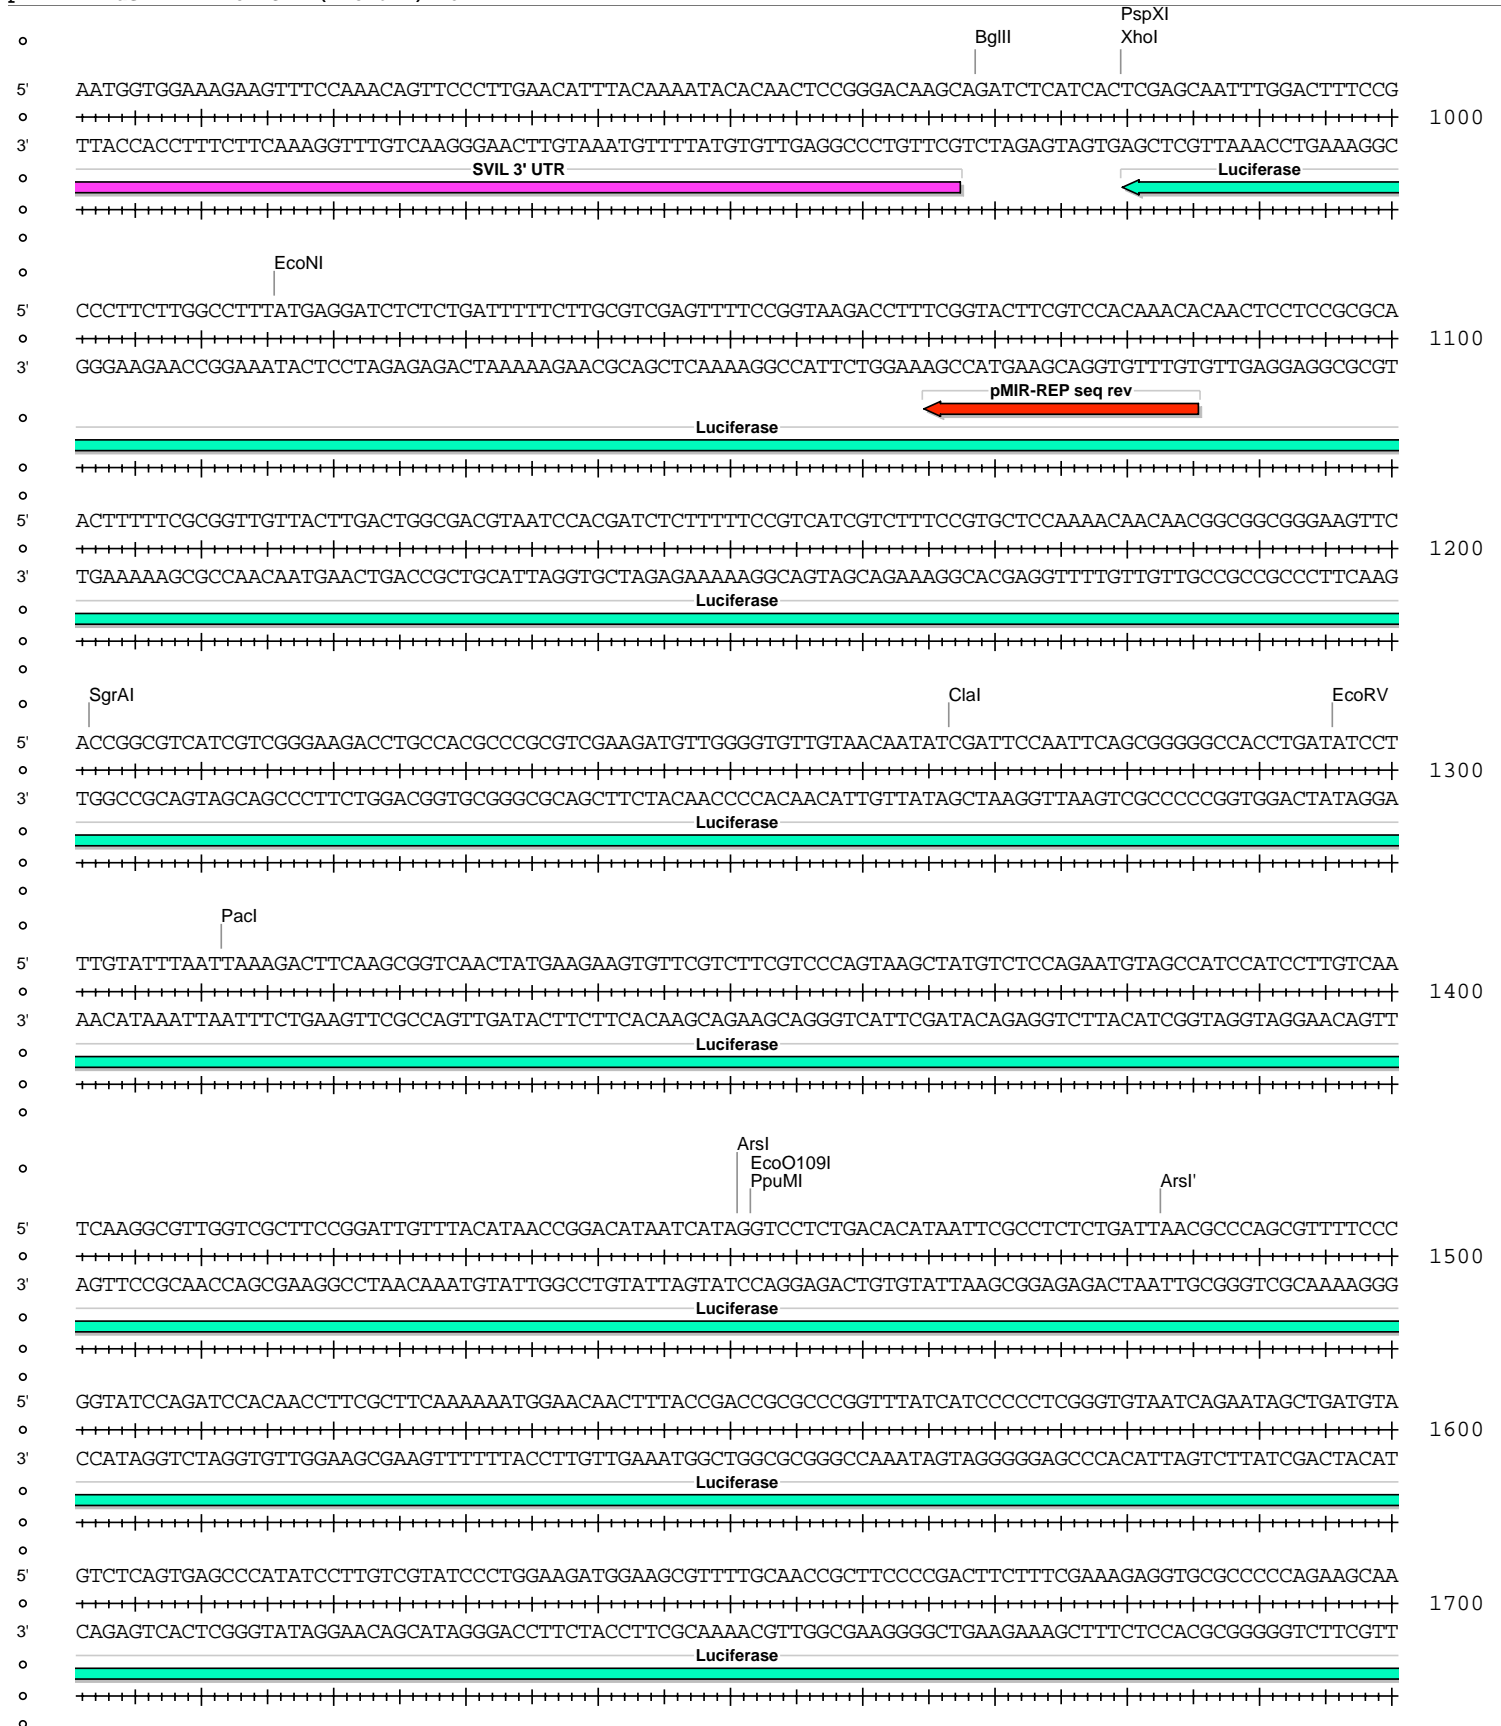 PspXI
BglII XhoI
5' AATGGTGGAAAGAAGTTTCCAAACAGTTCCCTTGAACATTTACAAAATACACAACTCCGGGACAAGCAGATCTCATCACTCGAGCAATTTGGACTTTCCG
1000
3' TTACCACCTTTCTTCAAAGGTTTGTCAAGGGAACTTGTAAATGTTTTATGTGTTGAGGCCCTGTTCGTCTAGAGTAGTGAGCTCGTTAAACCTGAAAGGC
SVIL 3' UTR Luciferase
EcoNI
5' CCCTTCTTGGCCTTTATGAGGATCTCTCTGATTTTTCTTGCGTCGAGTTTTCCGGTAAGACCTTTCGGTACTTCGTCCACAAACACAACTCCTCCGCGCA
1100
3' GGGAAGAACCGGAAATACTCCTAGAGAGACTAAAAAGAACGCAGCTCAAAAGGCCATTCTGGAAAGCCATGAAGCAGGTGTTTGTGTTGAGGAGGCGCGT
pMIR-REP seq rev
Luciferase
5' ACTTTTTCGCGGTTGTTACTTGACTGGCGACGTAATCCACGATCTCTTTTTCCGTCATCGTCTTTCCGTGCTCCAAAACAACAACGGCGGCGGGAAGTTC
1200
3' TGAAAAAGCGCCAACAATGAACTGACCGCTGCATTAGGTGCTAGAGAAAAAGGCAGTAGCAGAAAGGCACGAGGTTTTGTTGTTGCCGCCGCCCTTCAAG
Luciferase
SgrAI ClaI EcoRV
5' ACCGGCGTCATCGTCGGGAAGACCTGCCACGCCCGCGTCGAAGATGTTGGGGTGTTGTAACAATATCGATTCCAATTCAGCGGGGGCCACCTGATATCCT
1300
3' TGGCCGCAGTAGCAGCCCTTCTGGACGGTGCGGGCGCAGCTTCTACAACCCCACAACATTGTTATAGCTAAGGTTAAGTCGCCCCCGGTGGACTATAGGA
Luciferase
PacI
5' TTGTATTTAATTAAAGACTTCAAGCGGTCAACTATGAAGAAGTGTTCGTCTTCGTCCCAGTAAGCTATGTCTCCAGAATGTAGCCATCCATCCTTGTCAA
1400
3' AACATAAATTAATTTCTGAAGTTCGCCAGTTGATACTTCTTCACAAGCAGAAGCAGGGTCATTCGATACAGAGGTCTTACATCGGTAGGTAGGAACAGTT
Luciferase
ArsI
EcoO109I
PpuMI ArsI'
5' TCAAGGCGTTGGTCGCTTCCGGATTGTTTACATAACCGGACATAATCATAGGTCCTCTGACACATAATTCGCCTCTCTGATTAACGCCCAGCGTTTTCCC
1500
3' AGTTCCGCAACCAGCGAAGGCCTAACAAATGTATTGGCCTGTATTAGTATCCAGGAGACTGTGTATTAAGCGGAGAGACTAATTGCGGGTCGCAAAAGGG
Luciferase
5' GGTATCCAGATCCACAACCTTCGCTTCAAAAAATGGAACAACTTTACCGACCGCGCCCGGTTTATCATCCCCCTCGGGTGTAATCAGAATAGCTGATGTA
1600
3' CCATAGGTCTAGGTGTTGGAAGCGAAGTTTTTTACCTTGTTGAAATGGCTGGCGCGGGCCAAATAGTAGGGGGAGCCCACATTAGTCTTATCGACTACAT
Luciferase
5' GTCTCAGTGAGCCCATATCCTTGTCGTATCCCTGGAAGATGGAAGCGTTTTGCAACCGCTTCCCCGACTTCTTTCGAAAGAGGTGCGCCCCCAGAAGCAA
1700
3' CAGAGTCACTCGGGTATAGGAACAGCATAGGGACCTTCTACCTTCGCAAAACGTTGGCGAAGGGGCTGAAGAAAGCTTTCTCCACGCGGGGGTCTTCGTT
Luciferase